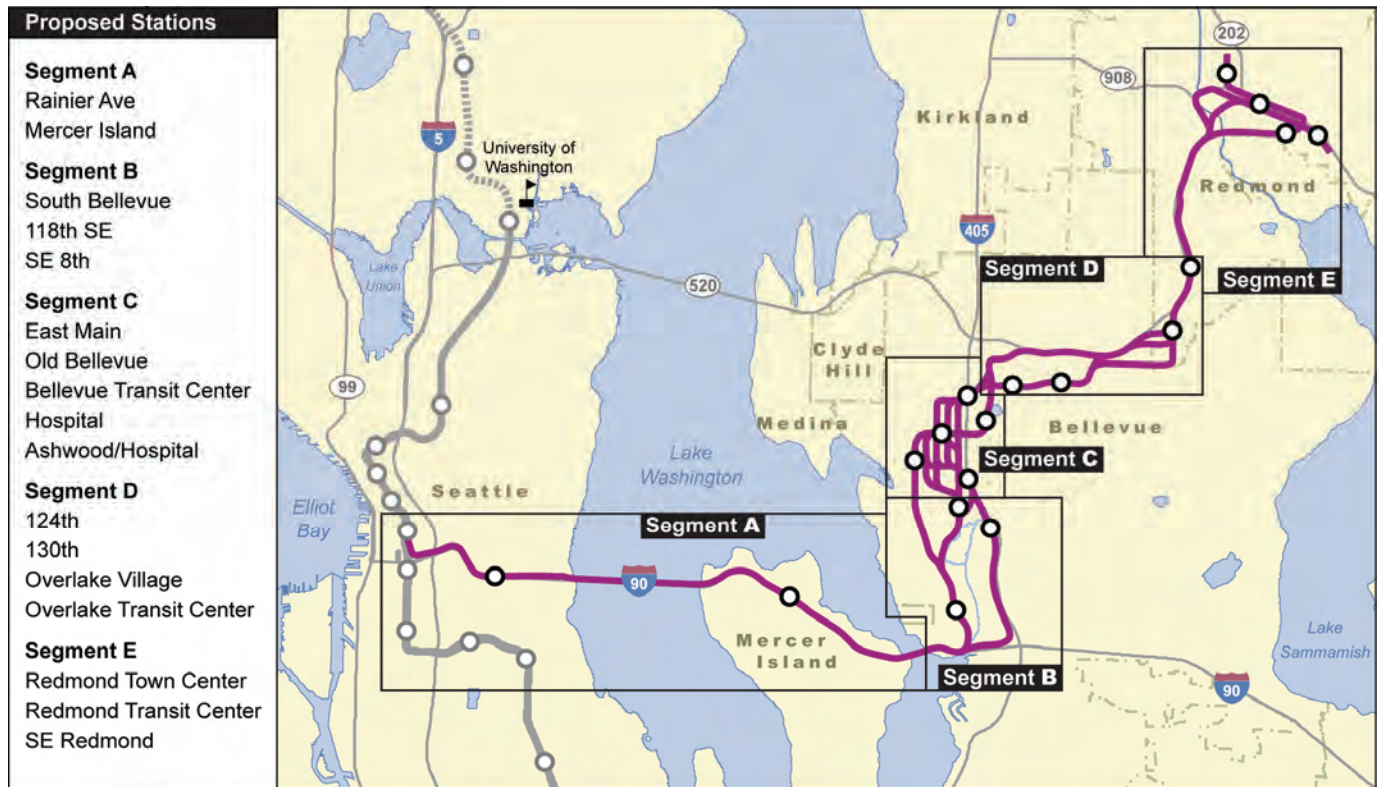 Proposed Stations
Segment A
Rainier Ave
Mercer Island
Segment B
South Bellevue
118th SE
SE 8th
Segment C
East Main
Old Bellevue
Bellevue Transit Center
Hospital
Ashwood/Hospital
Segment D
124th
130th
Overlake Village
Overlake Transit Center
Segment E
Redmond Town Center
Redmond Transit Center
SE Redmond
202
908
Kirkland
5
University of
Washington
Redmond
405
Segment D
Segment E
Lake
Union
520
Clyde
Hill
99
Medina
Bellevue
Lake
Washington
Segment C
Seattle
Elliot
Bay
Segment A
90
Mercer
Island
Lake
Sammamish
Segment B
90